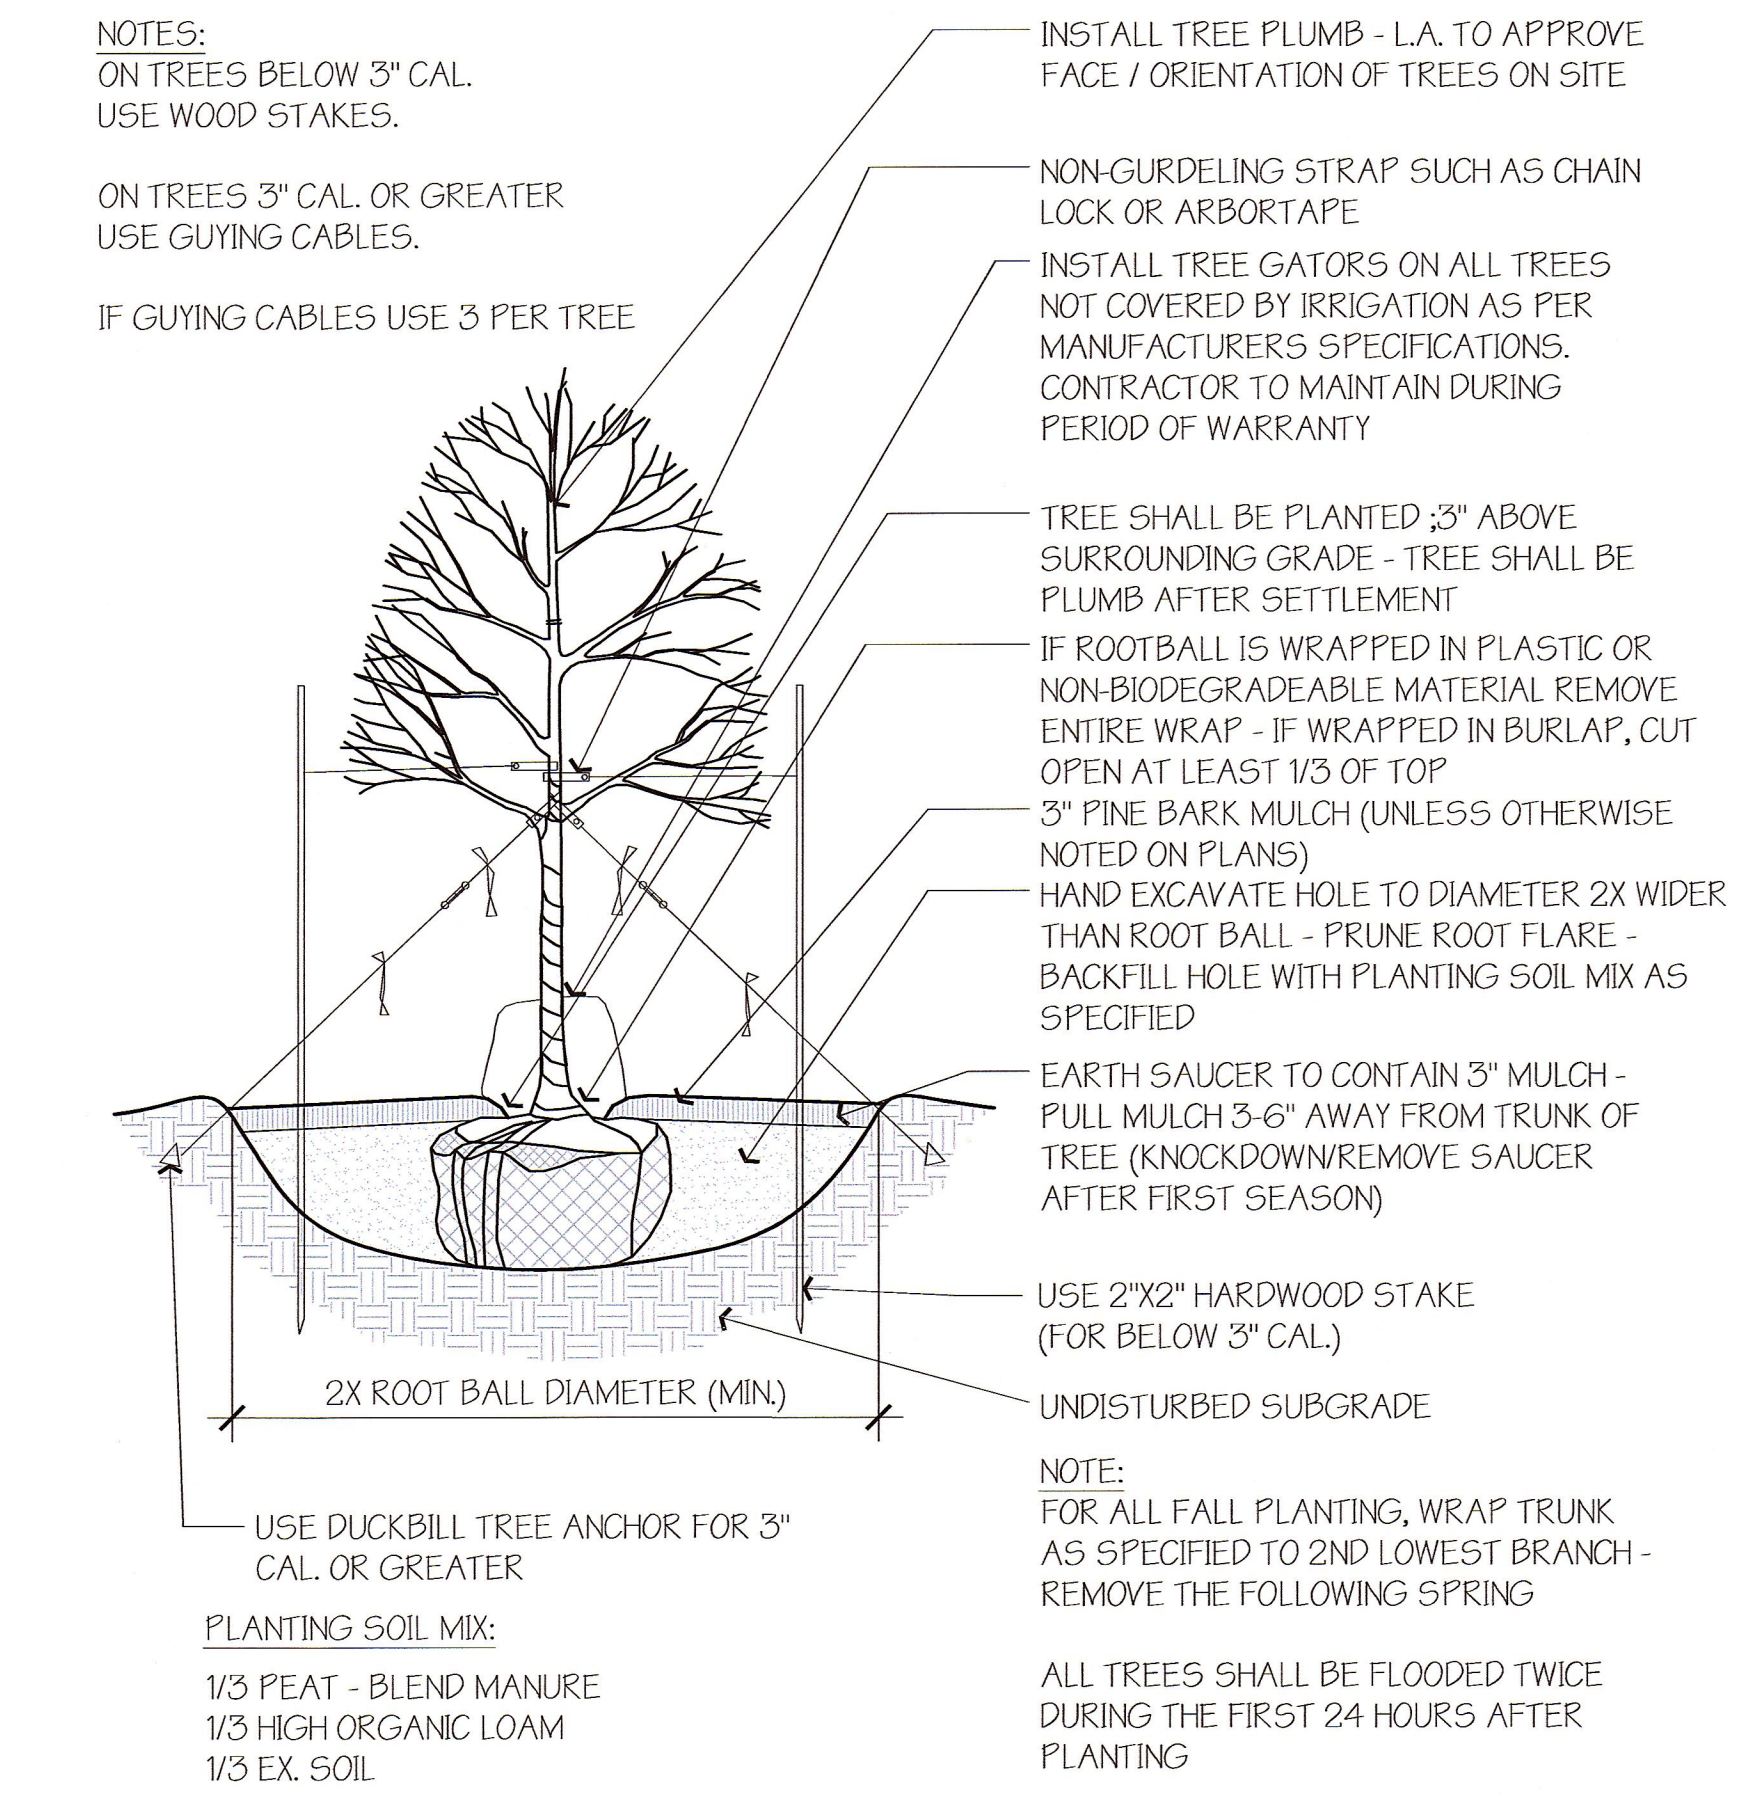 NOTES:
ON TREES BELOW 3" CAL.
USE WOOD STAKES.
ON TREES 3" CAL. OR GREATER
USE GUYING CABLES.
IF GUYING CABLES USE 3 PER TREE
INSTALL TREE PLUMB - L.A. TO APPROVE
FACE / ORIENTATION OF TREES ON SITE
NON-GURDELING STRAP SUCH AS CHAIN
LOCK OR ARBORTAPE
INSTALL TREE GATORS ON ALL TREES
NOT COVERED BY IRRIGATION AS PER
MANUFACTURERS SPECIFICATIONS.
CONTRACTOR TO MAINTAIN DURING
PERIOD OF WARRANTY
TREE SHALL BE PLANTED ;3" ABOVE
SURROUNDING GRADE - TREE SHALL BE
PLUMB AFTER SETTLEMENT
IF ROOTBALL IS WRAPPED IN PLASTIC OR
NON-BIODEGRADEABLE MATERIAL REMOVE
ENTIRE WRAP - IF WRAPPED IN BURLAP, CUT
OPEN AT LEAST 1/3 OF TOP
3" PINE BARK MULCH (UNLESS OTHERWISE
NOTED ON PLANS)
HAND EXCAVATE HOLE TO DIAMETER 2X WIDER
THAN ROOT BALL - PRUNE ROOT FLARE -
BACKFILL HOLE WITH PLANTING SOIL MIX AS
SPECIFIED
EARTH SAUCER TO CONTAIN 3" MULCH -
PULL MULCH 3-6" AWAY FROM TRUNK OF
TREE (KNOCKDOWN/REMOVE SAUCER
AFTER FIRST SEASON)
USE 2"X2" HARDWOOD STAKE
(FOR BELOW 3" CAL.)
UNDISTURBED SUBGRADE
2X ROOT BALL DIAMETER (MIN.)
USE DUCKBILL TREE ANCHOR FOR 3"
CAL. OR GREATER
PLANTING SOIL MIX:
1/3 PEAT - BLEND MANURE
1/3 HIGH ORGANIC LOAM
1/3 EX. SOIL
NOTE:
FOR ALL FALL PLANTING, WRAP TRUNK
AS SPECIFIED TO 2ND LOWEST BRANCH -
REMOVE THE FOLLOWING SPRING
ALL TREES SHALL BE FLOODED TWICE
DURING THE FIRST 24 HOURS AFTER
PLANTING